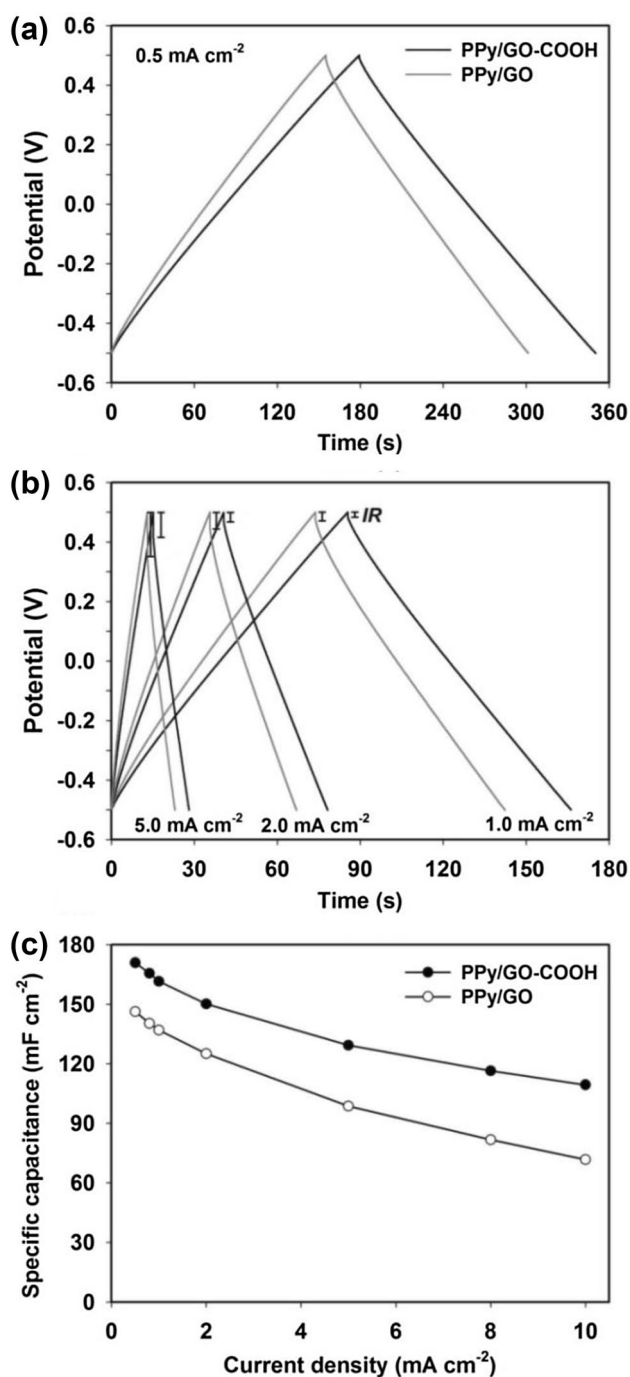 (a)
0.6
0.4
0.2
0.0
-0.2
-0.4
-0.6
Potential (V)
0.5 mA cm⁻²
PPy/GO-COOH
PPy/GO
0 60 120 180 240 300 360
Time (s)
(b)
0.6
0.4
0.2
0.0
-0.2
-0.4
-0.6
Potential (V)
IR
5.0 mA cm⁻² 2.0 mA cm⁻² 1.0 mA cm⁻²
0 30 60 90 120 150 180
Time (s)
(c)
180
150
120
90
60
30
0
Specific capacitance (mF cm⁻²)
PPy/GO-COOH
PPy/GO
0 2 4 6 8 10
Current density (mA cm⁻²)